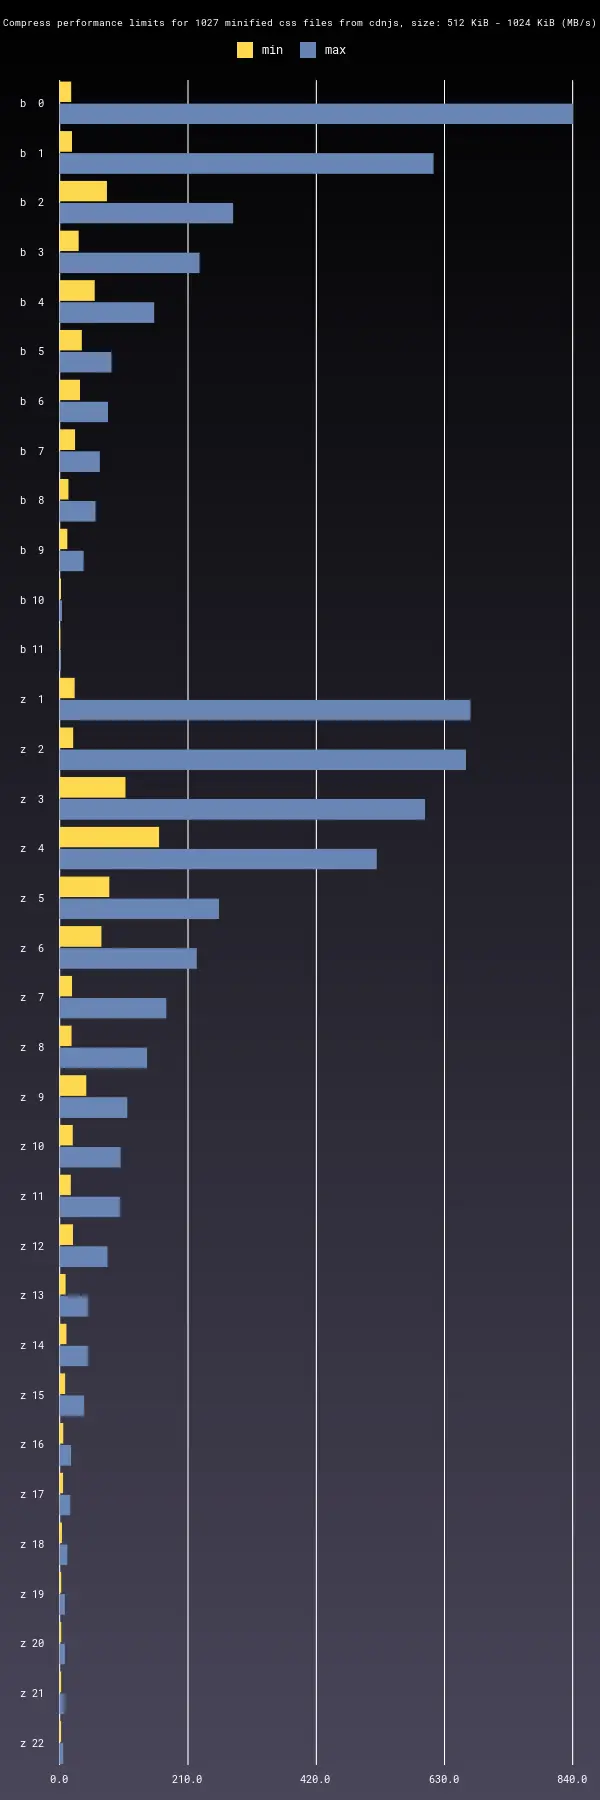 Compress performance limits for 1027 minified css files from cdnjs, size: 512 KiB - 1024 KiB (MB/s)
min max
b 0
b 1
b 2
b 3
b 4
b 5
b 6
b 7
b 8
b 9
b 10
b 11
z 1
z 2
z 3
z 4
z 5
z 6
z 7
z 8
z 9
z 10
z 11
z 12
z 13
z 14
z 15
z 16
z 17
z 18
z 19
z 20
z 21
z 22
0.0 210.0 420.0 630.0 840.0